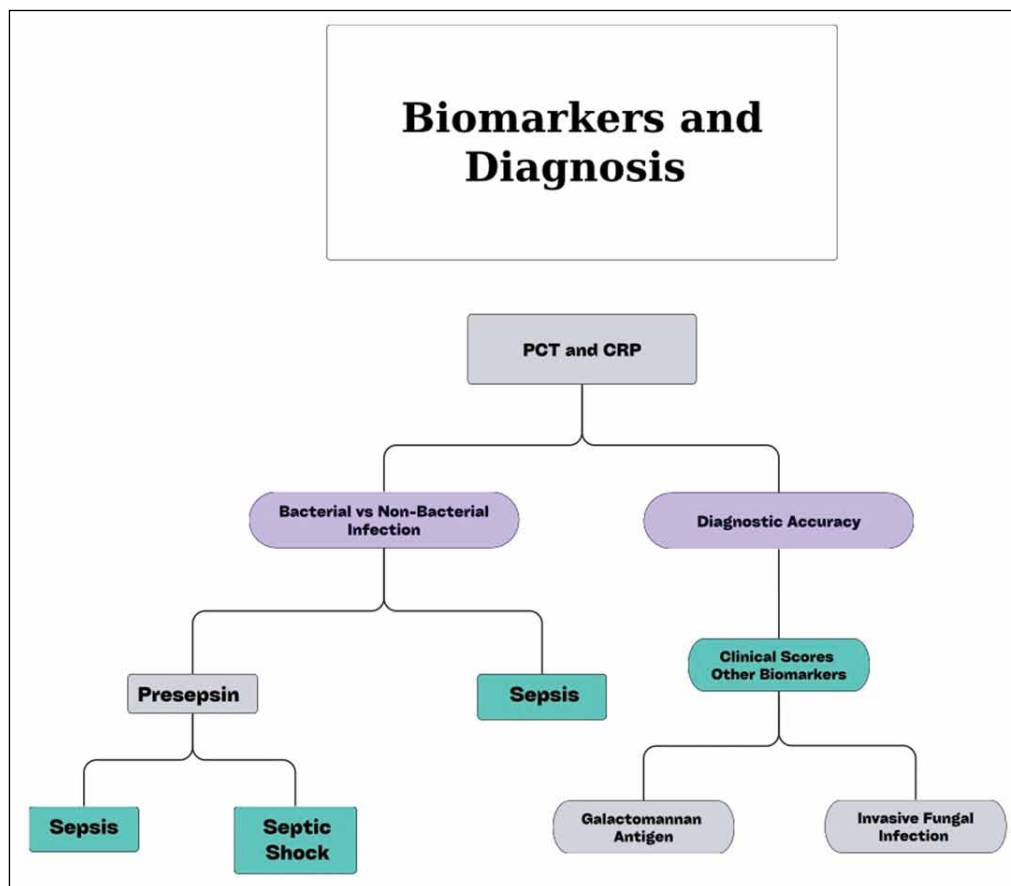 Biomarkers and
Diagnosis
PCT and CRP
Bacterial vs Non-Bacterial
Infection
Diagnostic Accuracy
Clinical Scores
Other Biomarkers
Presepsin
Sepsis
Sepsis
Septic
Shock
Galactomannan
Antigen
Invasive Fungal
Infection